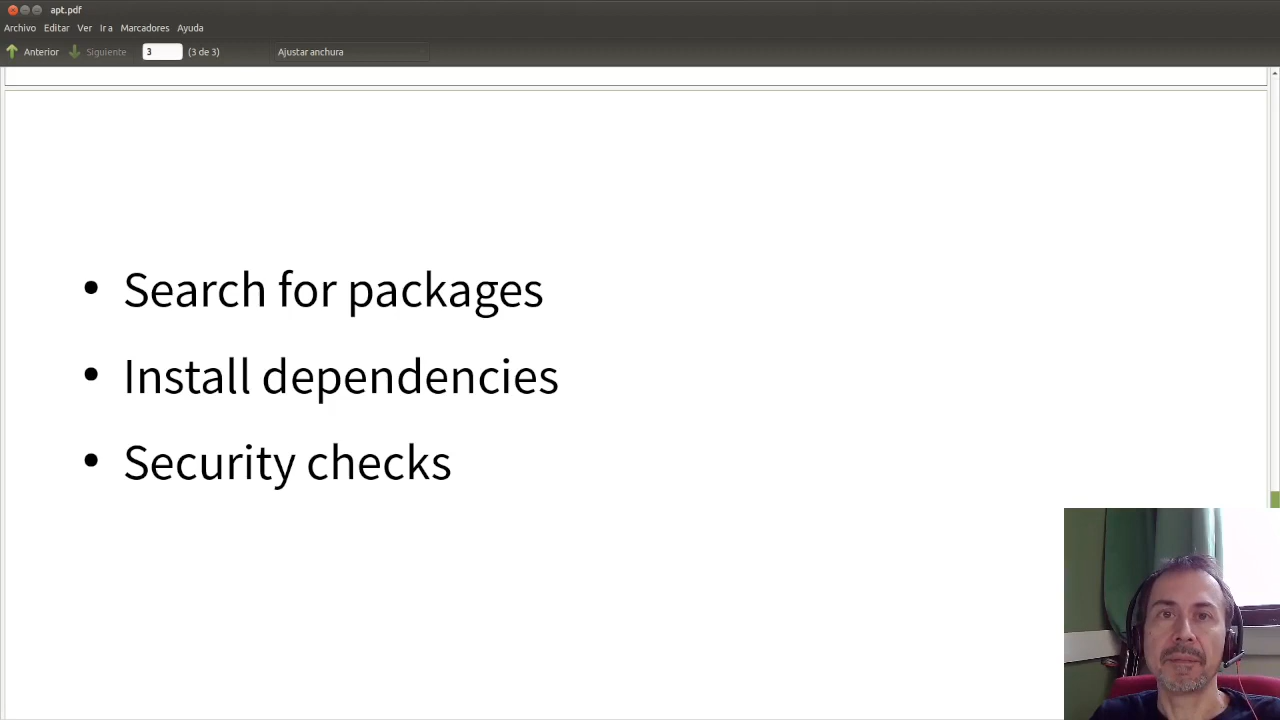 apt.pdf
Archivo Editar Ver Ir a Marcadores Ayuda
Anterior Siguiente 3 (3 de 3) Ajustar anchura
• Search for packages
• Install dependencies
• Security checks